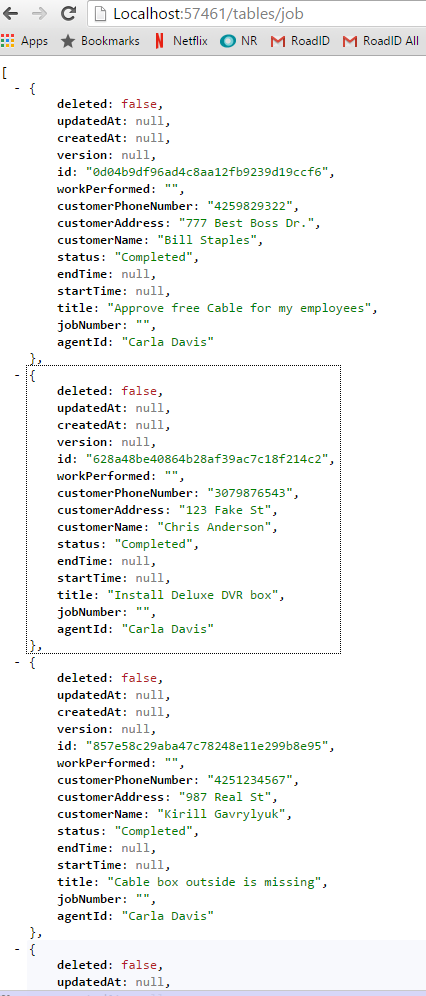 Localhost:57461/tables/job
Apps Bookmarks Netflix NR RoadID RoadID All
[
- {
deleted: false,
updatedAt: null,
createdAt: null,
version: null,
id: "0d04b9df96ad4c8aa12fb9239d19ccf6",
workPerformed: "",
customerPhoneNumber: "4259829322",
customerAddress: "777 Best Boss Dr.",
customerName: "Bill Staples",
status: "Completed",
endTime: null,
startTime: null,
title: "Approve free Cable for my employees",
jobNumber: "",
agentId: "Carla Davis"
},
- {
deleted: false,
updatedAt: null,
createdAt: null,
version: null,
id: "628a48be40864b28af39ac7c18f214c2",
workPerformed: "",
customerPhoneNumber: "3079876543",
customerAddress: "123 Fake St",
customerName: "Chris Anderson",
status: "Completed",
endTime: null,
startTime: null,
title: "Install Deluxe DVR box",
jobNumber: "",
agentId: "Carla Davis"
},
- {
deleted: false,
updatedAt: null,
createdAt: null,
version: null,
id: "857e58c29aba47c78248e11e299b8e95",
workPerformed: "",
customerPhoneNumber: "4251234567",
customerAddress: "987 Real St",
customerName: "Kirill Gavrylyuk",
status: "Completed",
endTime: null,
startTime: null,
title: "Cable box outside is missing",
jobNumber: "",
agentId: "Carla Davis"
},
- {
deleted: false,
updatedAt: null,